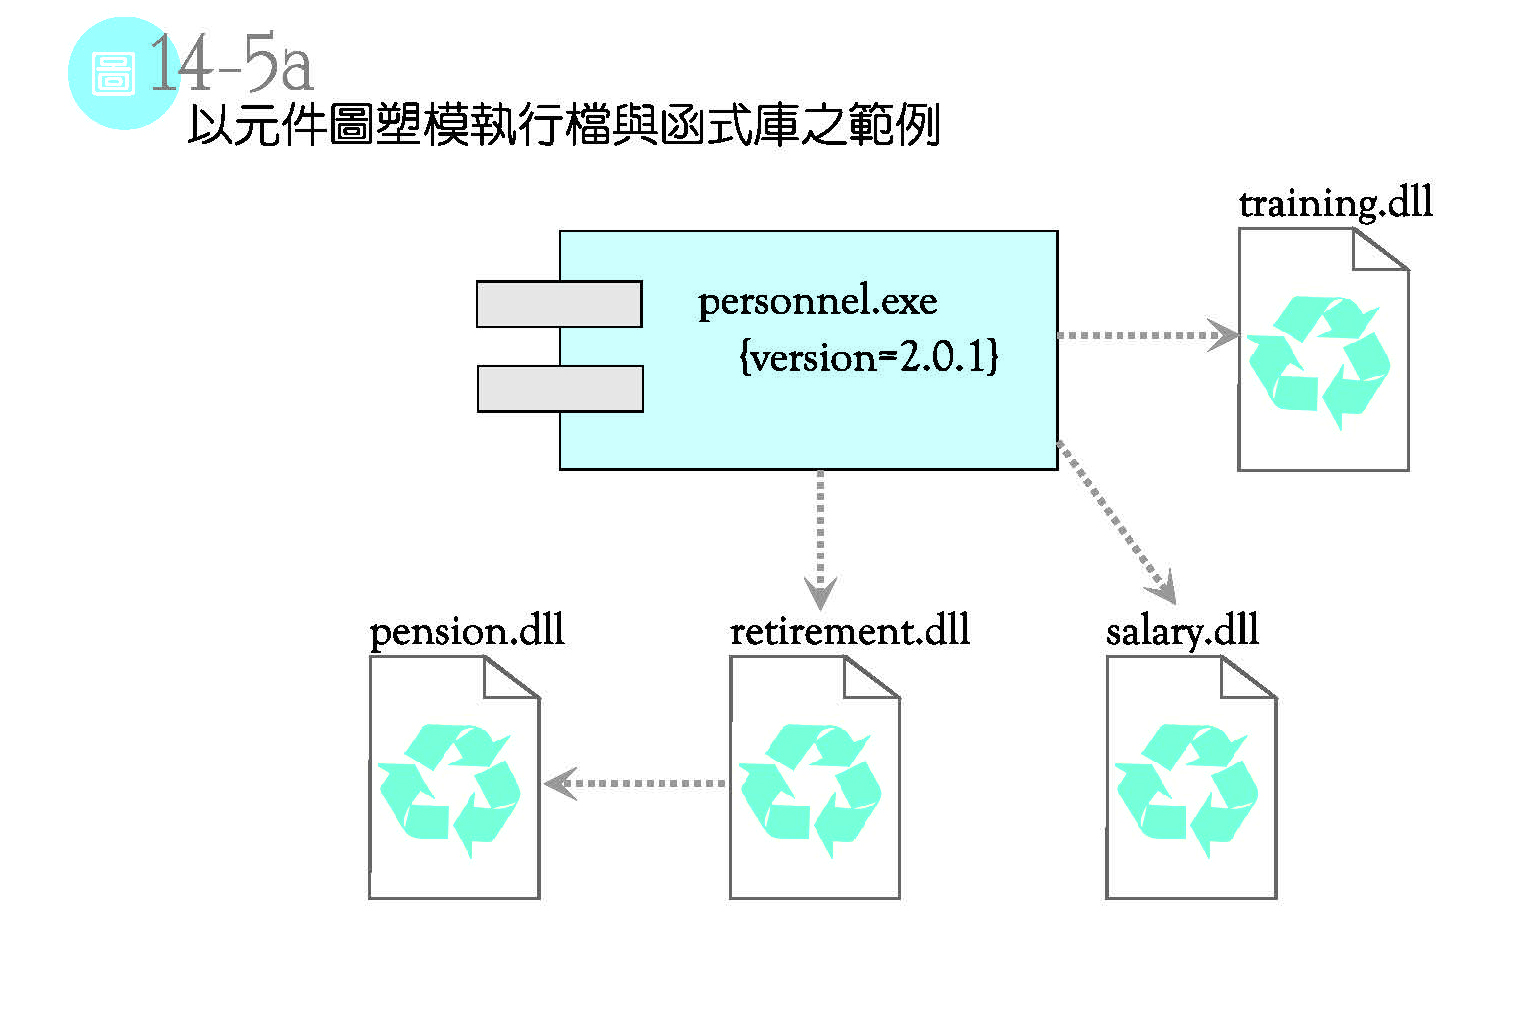 圖 14-5a
以元件圖塑模執行檔與函式庫之範例
training.dll
personnel.exe
{version=2.0.1}
pension.dll
retirement.dll
salary.dll